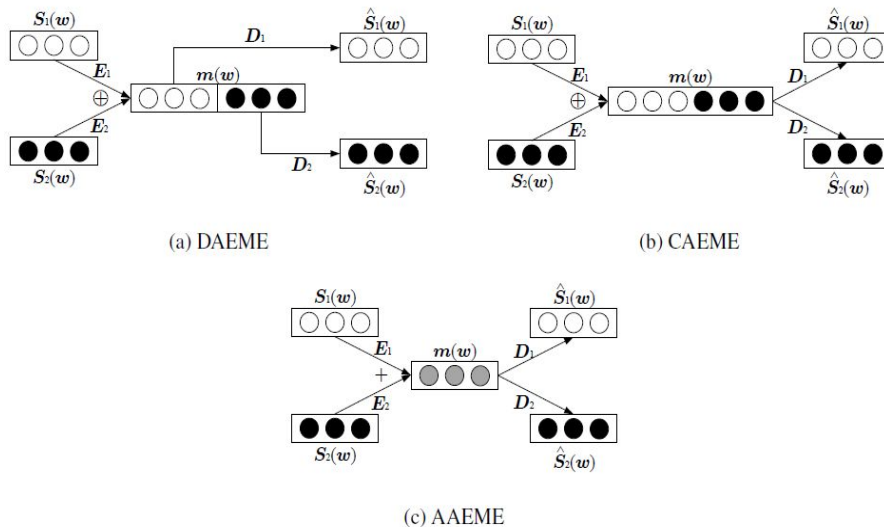 S₁(w)
E₁
⊕
E₂
S₂(w)
m(w)
D₁
Ŝ₁(w)
D₂
Ŝ₂(w)
(a) DAEME
S₁(w)
E₁
⊕
E₂
S₂(w)
m(w)
D₁
Ŝ₁(w)
D₂
Ŝ₂(w)
(b) CAEME
S₁(w)
E₁
+
E₂
S₂(w)
m(w)
D₁
Ŝ₁(w)
D₂
Ŝ₂(w)
(c) AAEME